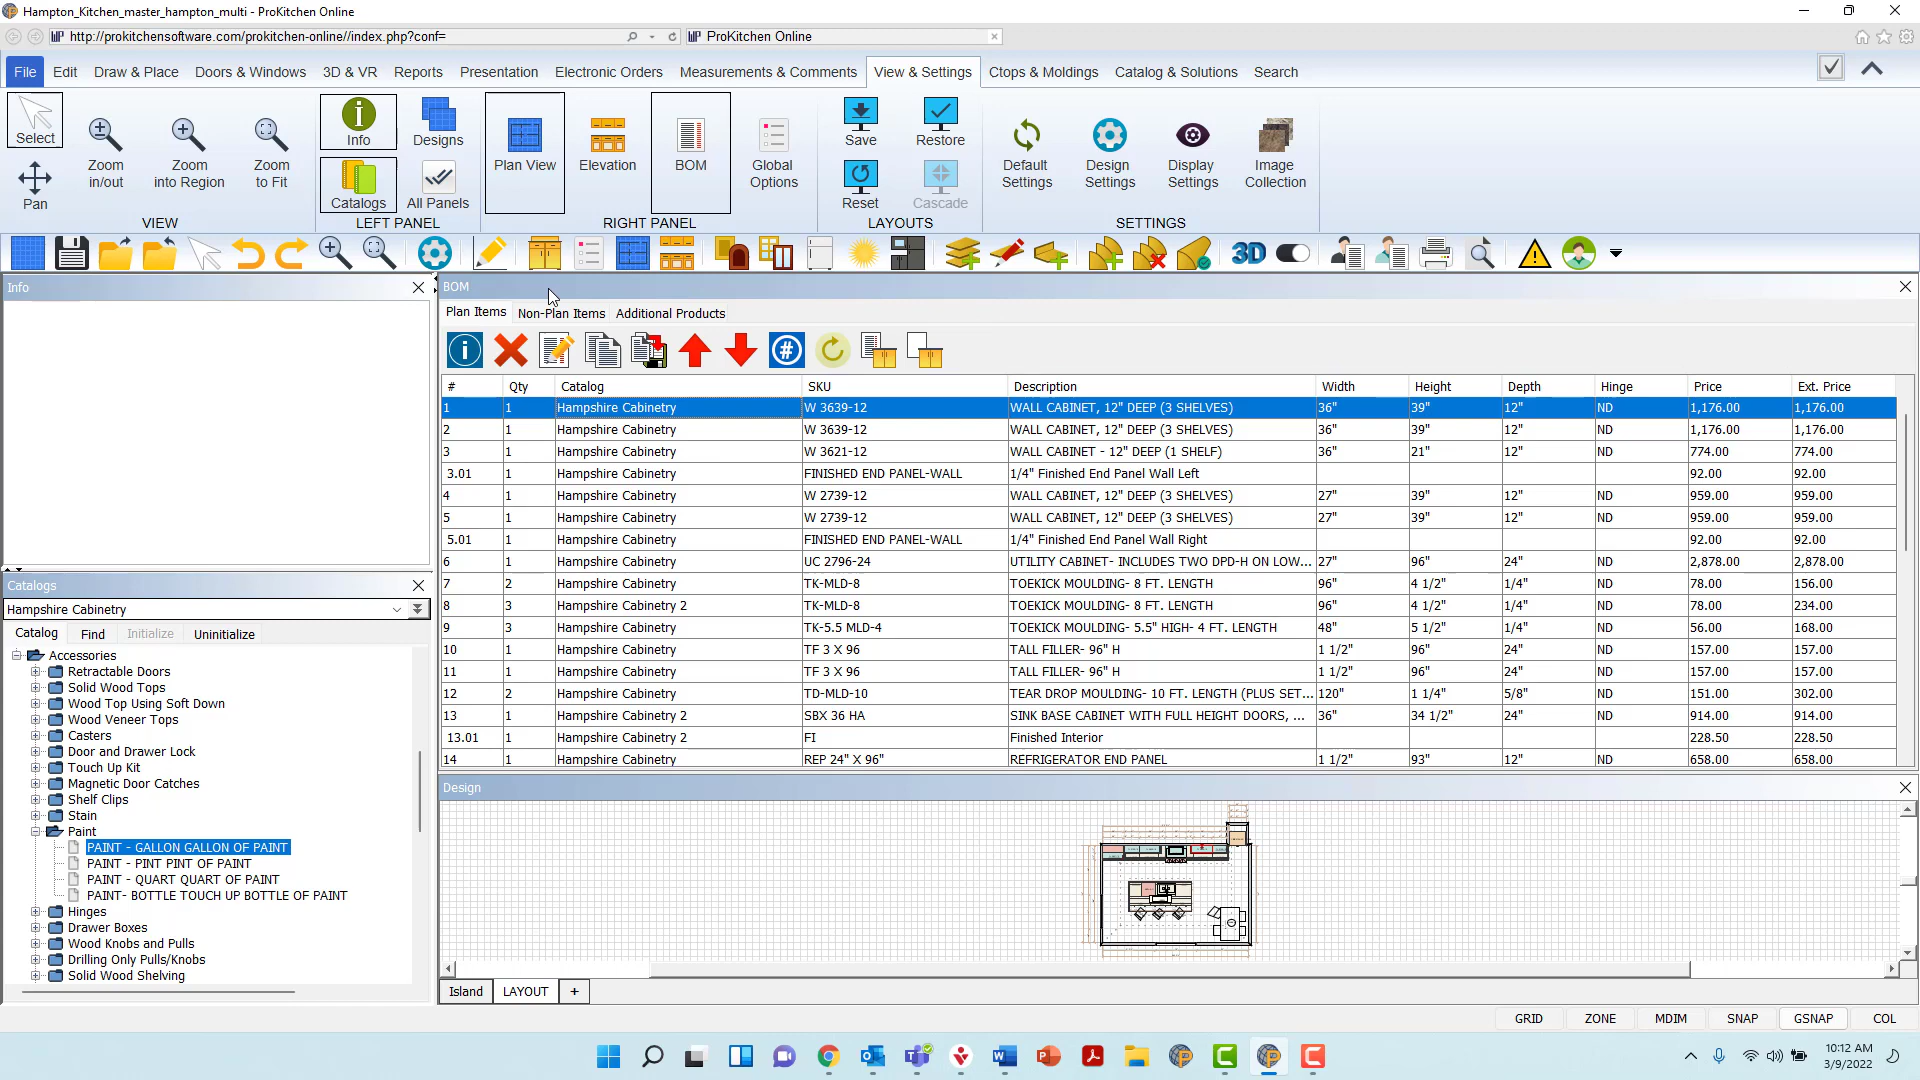 Hampton_Kitchen_master_hampton_multi - ProKitchen Online
http://prokitchensoftware.com/prokitchen-online//index.php?conf=
ProKitchen Online
File Edit Draw & Place Doors & Windows 3D & VR Reports Presentation Electronic Orders Measurements & Comments View & Settings Ctops & Moldings Catalog & Solutions Search
Select
Pan
Zoom in/out
Zoom into Region
Zoom to Fit
VIEW
Info
Designs
Catalogs
All Panels
LEFT PANEL
Plan View
Elevation
BOM
Global Options
RIGHT PANEL
Save
Restore
Reset
Cascade
LAYOUTS
Default Settings
Design Settings
Display Settings
Image Collection
SETTINGS
3D
Info
BOM
Plan Items Non-Plan Items Additional Products
# Qty Catalog SKU Description Width Height Depth Hinge Price Ext. Price
1 1 Hampshire Cabinetry W 3639-12 WALL CABINET, 12" DEEP (3 SHELVES) 36" 39" 12" ND 1,176.00 1,176.00
2 1 Hampshire Cabinetry W 3639-12 WALL CABINET, 12" DEEP (3 SHELVES) 36" 39" 12" ND 1,176.00 1,176.00
3 1 Hampshire Cabinetry W 3621-12 WALL CABINET - 12" DEEP (1 SHELF) 36" 21" 12" ND 774.00 774.00
3.01 1 Hampshire Cabinetry FINISHED END PANEL-WALL 1/4" Finished End Panel Wall Left 92.00 92.00
4 1 Hampshire Cabinetry W 2739-12 WALL CABINET, 12" DEEP (3 SHELVES) 27" 39" 12" ND 959.00 959.00
5 1 Hampshire Cabinetry W 2739-12 WALL CABINET, 12" DEEP (3 SHELVES) 27" 39" 12" ND 959.00 959.00
5.01 1 Hampshire Cabinetry FINISHED END PANEL-WALL 1/4" Finished End Panel Wall Right 92.00 92.00
6 1 Hampshire Cabinetry UC 2796-24 UTILITY CABINET- INCLUDES TWO DPD-H ON LOW... 27" 96" 24" ND 2,878.00 2,878.00
7 2 Hampshire Cabinetry TK-MLD-8 TOEKICK MOULDING- 8 FT. LENGTH 96" 4 1/2" 1/4" ND 78.00 156.00
8 3 Hampshire Cabinetry 2 TK-MLD-8 TOEKICK MOULDING- 8 FT. LENGTH 96" 4 1/2" 1/4" ND 78.00 234.00
9 3 Hampshire Cabinetry TK-5.5 MLD-4 TOEKICK MOULDING- 5.5" HIGH- 4 FT. LENGTH 48" 5 1/2" 1/4" ND 56.00 168.00
10 1 Hampshire Cabinetry TF 3 X 96 TALL FILLER- 96" H 1 1/2" 96" 24" ND 157.00 157.00
11 1 Hampshire Cabinetry TF 3 X 96 TALL FILLER- 96" H 1 1/2" 96" 24" ND 157.00 157.00
12 2 Hampshire Cabinetry TD-MLD-10 TEAR DROP MOULDING- 10 FT. LENGTH (PLUS SET... 120" 1 1/4" 5/8" ND 151.00 302.00
13 1 Hampshire Cabinetry 2 SBX 36 HA SINK BASE CABINET WITH FULL HEIGHT DOORS, ... 36" 34 1/2" 24" ND 914.00 914.00
13.01 1 Hampshire Cabinetry 2 FI Finished Interior 228.50 228.50
14 1 Hampshire Cabinetry REP 24" X 96" REFRIGERATOR END PANEL 1 1/2" 93" 12" ND 658.00 658.00
Catalogs
Hampshire Cabinetry
Catalog Find Initialize Uninitialize
Accessories
Retractable Doors
Solid Wood Tops
Wood Top Using Soft Down
Wood Veneer Tops
Casters
Door and Drawer Lock
Touch Up Kit
Magnetic Door Catches
Shelf Clips
Stain
Paint
PAINT - GALLON GALLON OF PAINT
PAINT - PINT PINT OF PAINT
PAINT - QUART QUART OF PAINT
PAINT- BOTTLE TOUCH UP BOTTLE OF PAINT
Hinges
Drawer Boxes
Wood Knobs and Pulls
Drilling Only Pulls/Knobs
Solid Wood Shelving
Design
Island LAYOUT +
GRID ZONE MDIM SNAP GSNAP COL
10:12 AM
3/9/2022